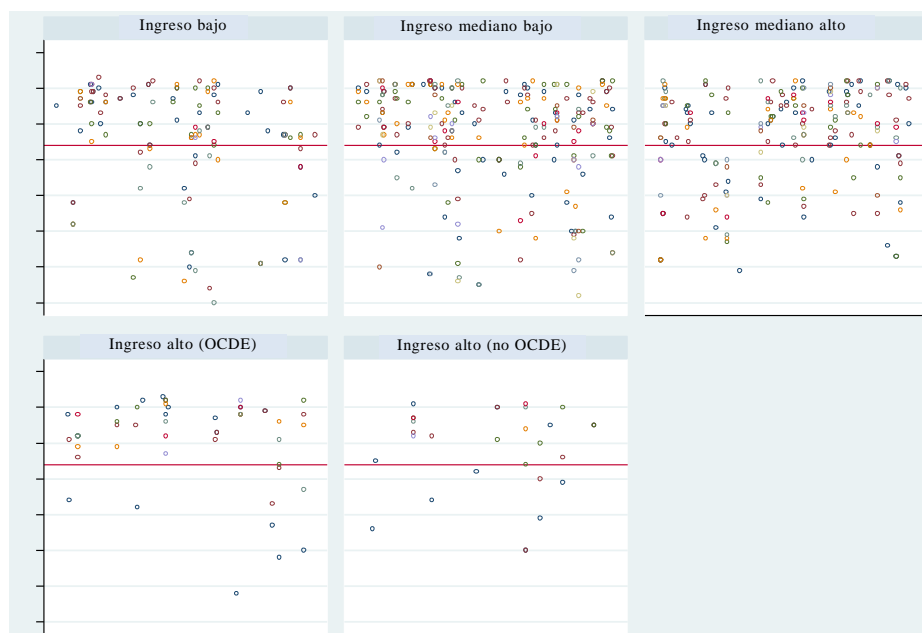 Ingreso bajo
Ingreso mediano bajo
Ingreso mediano alto
Ingreso alto (OCDE)
Ingreso alto (no OCDE)